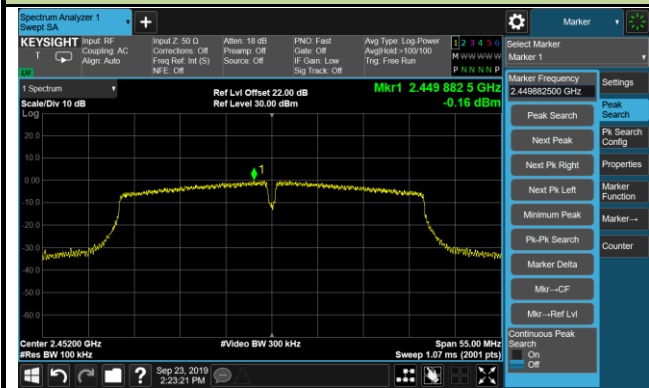 Spectrum Analyzer 1
Swept SA
Marker
KEYSIGHT
Input: RF
Coupling: AC
Align: Auto
Input Z: 50 Ω
Corrections: Off
Freq Ref: Int (S)
NFE: Off
Atten: 18 dB
Preamp: Off
Source: Off
PNO: Fast
Gate: Off
IF Gain: Low
Sig Track: Off
Avg Type: Log-Power
Avg|Hold:>100/100
Trig: Free Run
1 2 3 4 5 6
M W W W W W
P N N N N P
Select Marker
Marker 1
LXI
1 Spectrum
Scale/Div 10 dB
Ref Lvl Offset 22.00 dB
Ref Level 30.00 dBm
Mkr1 2.449 882 5 GHz
-0.16 dBm
Log
20.0
10.0
0.00
-10.0
-20.0
-30.0
-40.0
-50.0
-60.0
1
Center 2.45200 GHz
#Res BW 100 kHz
#Video BW 300 kHz
Span 55.00 MHz
Sweep 1.07 ms (2001 pts)
Marker Frequency
2.449882500 GHz
Peak Search
Next Peak
Next Pk Right
Next Pk Left
Minimum Peak
Pk-Pk Search
Marker Delta
Mkr→CF
Mkr→Ref Lvl
Continuous Peak
Search
On
Off
Settings
Peak
Search
Pk Search
Config
Properties
Marker
Function
Marker→
Counter
Sep 23, 2019
2:23:21 PM